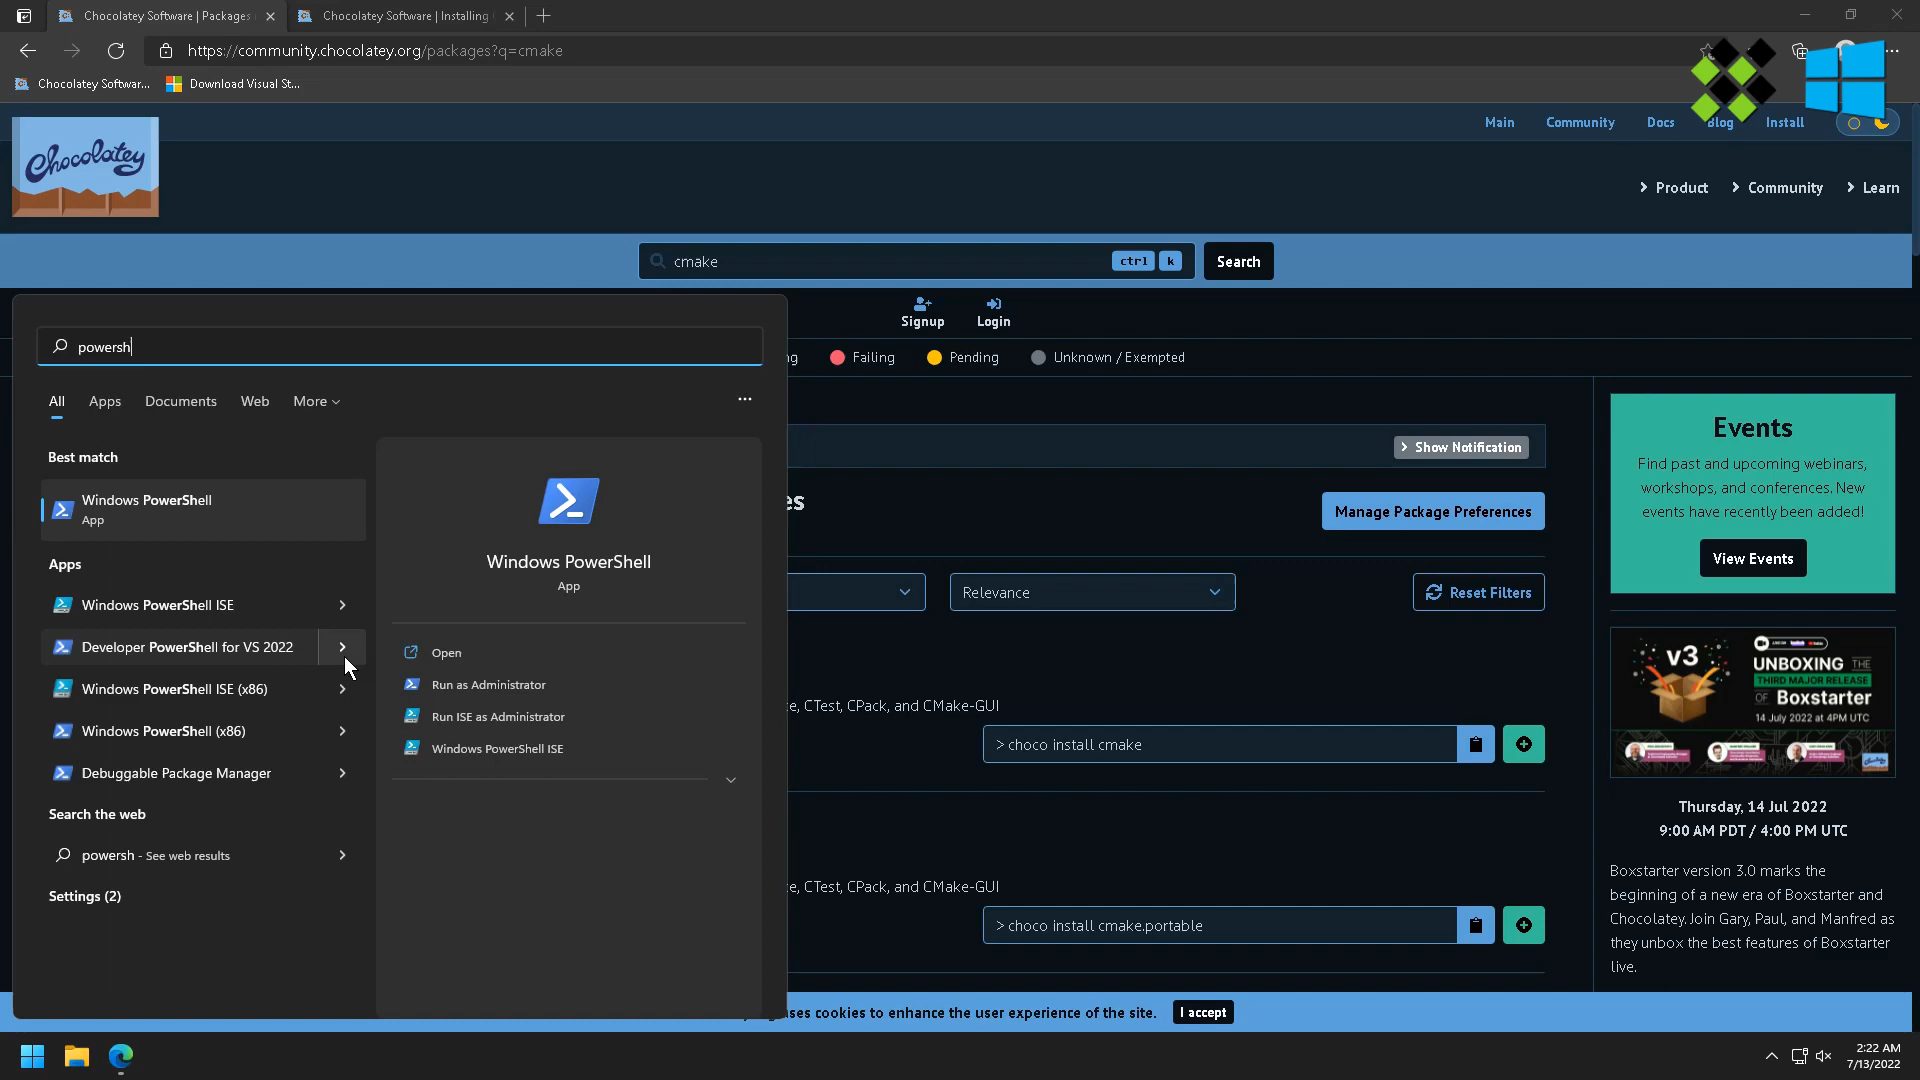 Chocolatey Software | Packages
Chocolatey Software | Installing
https://community.chocolatey.org/packages?q=cmake
Chocolatey Softwar...
Download Visual St...
Chocolatey
Main
Community
Docs
Blog
Install
Product
Community
Learn
cmake
ctrl
k
Search
Signup
Login
powersh
ng
Failing
Pending
Unknown / Exempted
All
Apps
Documents
Web
More
Best match
Windows PowerShell
App
Apps
Windows PowerShell ISE
Developer PowerShell for VS 2022
Windows PowerShell ISE (x86)
Windows PowerShell (x86)
Debuggable Package Manager
Search the web
powersh - See web results
Settings (2)
Windows PowerShell
App
Open
Run as Administrator
Run ISE as Administrator
Windows PowerShell ISE
> Show Notification
es
Manage Package Preferences
Relevance
Reset Filters
e, CTest, CPack, and CMake-GUI
> choco install cmake
e, CTest, CPack, and CMake-GUI
> choco install cmake.portable
Events
Find past and upcoming webinars,
workshops, and conferences. New
events have recently been added!
View Events
v3
UNBOXING THE
THIRD MAJOR RELEASE
OF Boxstarter
14 July 2022 at 4PM UTC
Thursday, 14 Jul 2022
9:00 AM PDT / 4:00 PM UTC
Boxstarter version 3.0 marks the
beginning of a new era of Boxstarter and
Chocolatey. Join Gary, Paul, and Manfred as
they unbox the best features of Boxstarter
live.
uses cookies to enhance the user experience of the site.
I accept
2:22 AM
7/13/2022